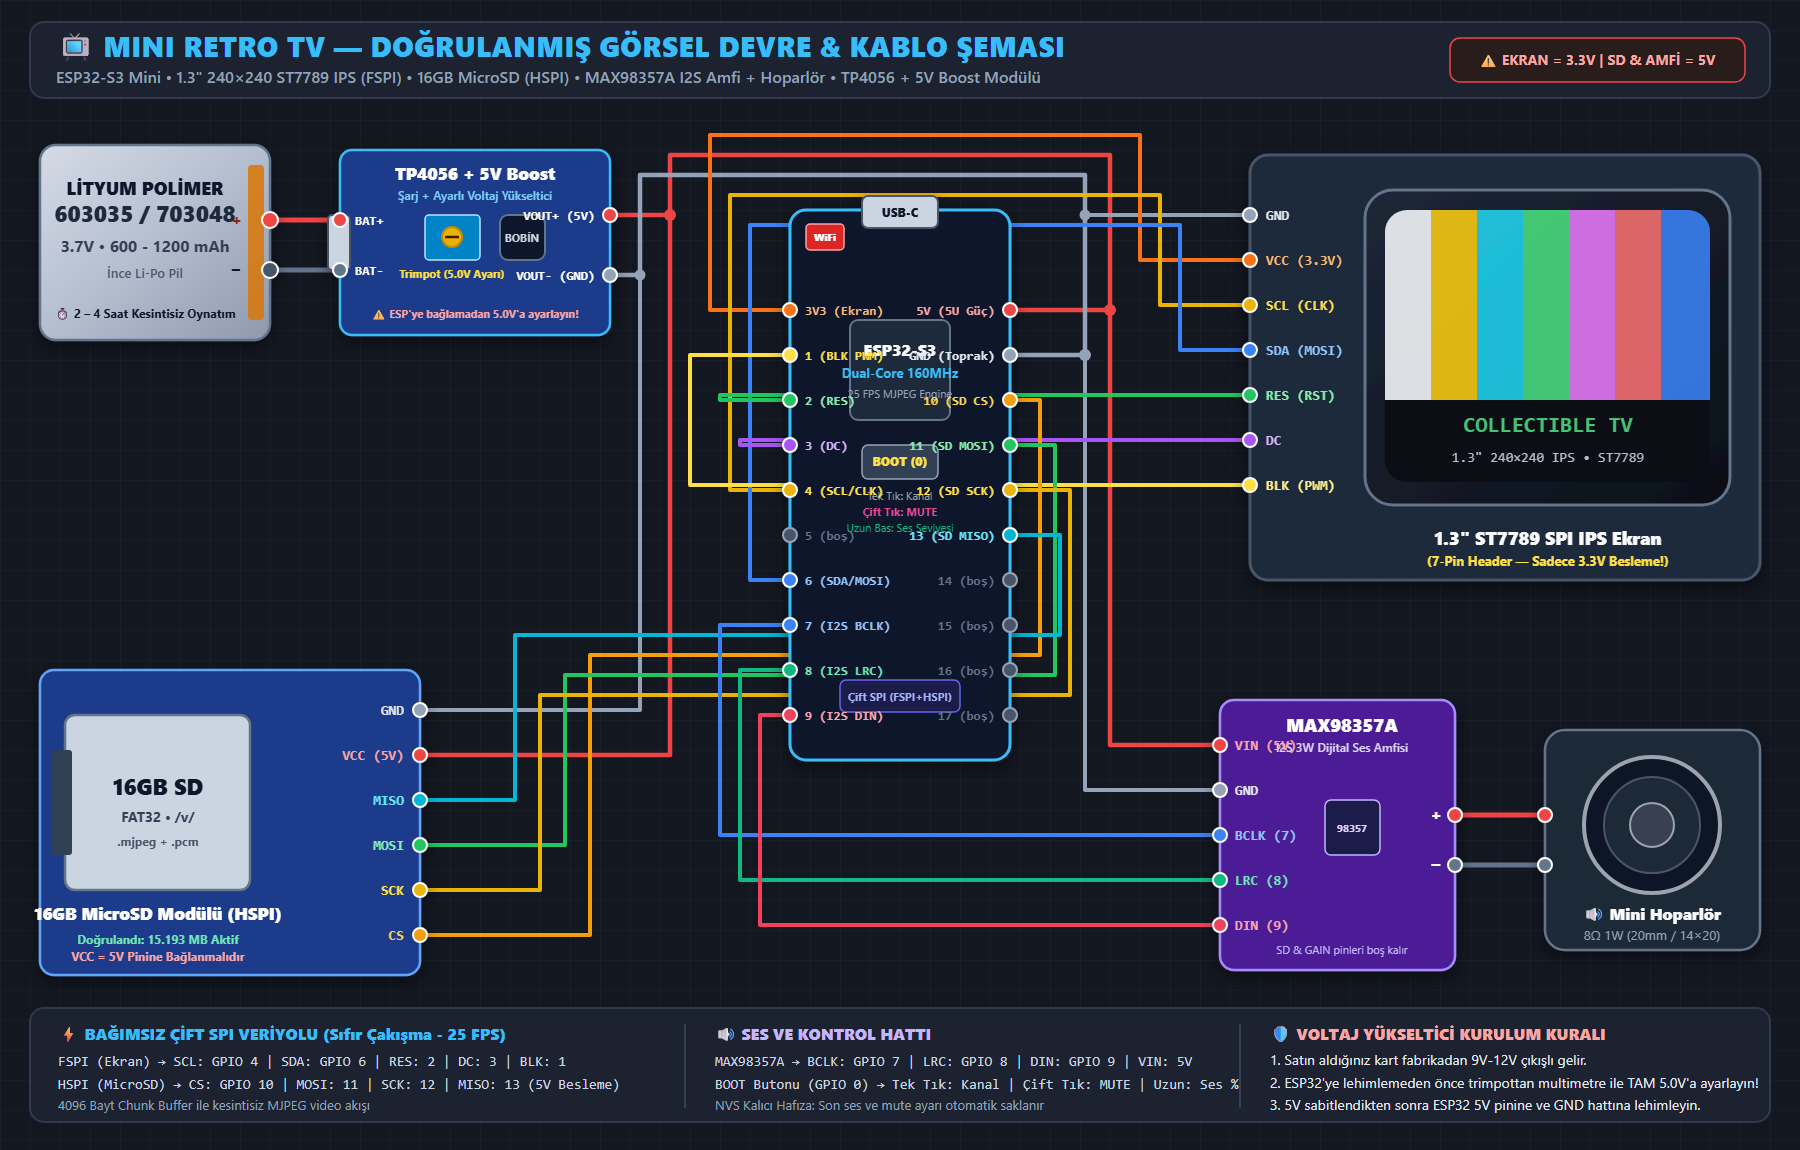 MINI RETRO TV — DOĞRULANMIŞ GÖRSEL DEVRE & KABLO ŞEMASI
ESP32-S3 Mini • 1.3" 240×240 ST7789 IPS (FSPI) • 16GB MicroSD (HSPI) • MAX98357A I2S Amfi + Hoparlör • TP4056 + 5V Boost Modülü
EKRAN = 3.3V | SD & AMFİ = 5V
LİTYUM POLİMER
603035 / 703048
3.7V • 600 - 1200 mAh
İnce Li-Po Pil
2 – 4 Saat Kesintisiz Oynatım
+
−
TP4056 + 5V Boost
Şarj + Ayarlı Voltaj Yükseltici
BAT+
BAT-
BOBİN
VOUT+ (5V)
VOUT- (GND)
Trimpot (5.0V Ayarı)
ESP'ye bağlamadan 5.0V'a ayarlayın!
USB-C
WiFi
3V3 (Ekran)
1 (BLK PWM)
2 (RES)
3 (DC)
4 (SCL/CLK)
5 (boş)
6 (SDA/MOSI)
7 (I2S BCLK)
8 (I2S LRC)
9 (I2S DIN)
5V (5U Güç)
GND (Toprak)
10 (SD CS)
11 (SD MOSI)
12 (SD SCK)
13 (SD MISO)
14 (boş)
15 (boş)
16 (boş)
17 (boş)
ESP32-S3
Dual-Core 160MHz
25 FPS MJPEG Engine
BOOT (0)
Tek Tık: Kanal
Çift Tık: MUTE
Uzun Bas: Ses Seviyesi
Çift SPI (FSPI+HSPI)
GND
VCC (3.3V)
SCL (CLK)
SDA (MOSI)
RES (RST)
DC
BLK (PWM)
COLLECTIBLE TV
1.3" 240×240 IPS • ST7789
1.3" ST7789 SPI IPS Ekran
(7-Pin Header — Sadece 3.3V Besleme!)
16GB SD
FAT32 • /v/
.mjpeg + .pcm
GND
VCC (5V)
MISO
MOSI
SCK
CS
16GB MicroSD Modülü (HSPI)
Doğrulandı: 15.193 MB Aktif
VCC = 5V Pinine Bağlanmalıdır
MAX98357A
I2S 3W Dijital Ses Amfisi
VIN (5V)
GND
BCLK (7)
LRC (8)
DIN (9)
98357
+
−
SD & GAIN pinleri boş kalır
Mini Hoparlör
8Ω 1W (20mm / 14×20)
BAĞIMSIZ ÇİFT SPI VERİYOLU (Sıfır Çakışma - 25 FPS)
FSPI (Ekran) → SCL: GPIO 4 | SDA: GPIO 6 | RES: 2 | DC: 3 | BLK: 1
HSPI (MicroSD) → CS: GPIO 10 | MOSI: 11 | SCK: 12 | MISO: 13 (5V Besleme)
4096 Bayt Chunk Buffer ile kesintisiz MJPEG video akışı
SES VE KONTROL HATTI
MAX98357A → BCLK: GPIO 7 | LRC: GPIO 8 | DIN: GPIO 9 | VIN: 5V
BOOT Butonu (GPIO 0) → Tek Tık: Kanal | Çift Tık: MUTE | Uzun: Ses %
NVS Kalıcı Hafıza: Son ses ve mute ayarı otomatik saklanır
VOLTAJ YÜKSELTİCİ KURULUM KURALI
1. Satın aldığınız kart fabrikadan 9V-12V çıkışlı gelir.
2. ESP32'ye lehimlemeden önce trimpottan multimetre ile TAM 5.0V'a ayarlayın!
3. 5V sabitlendikten sonra ESP32 5V pinine ve GND hattına lehimleyin.